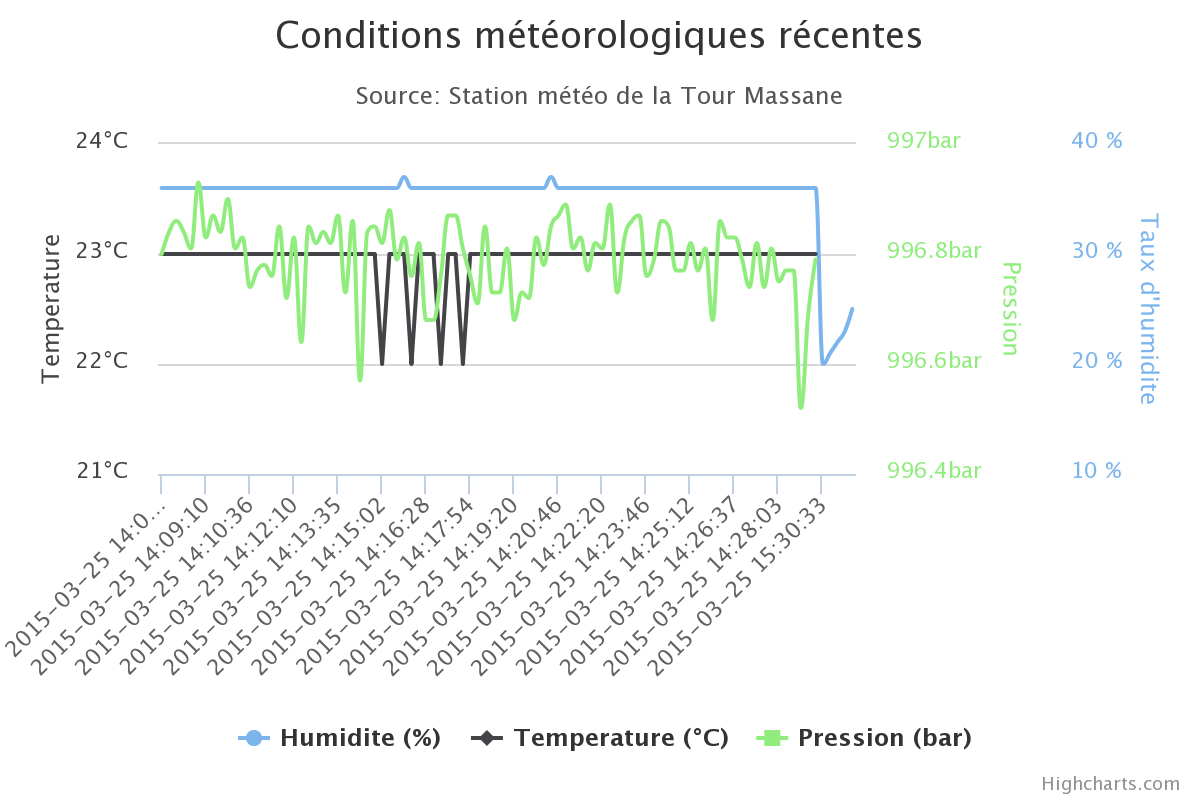 Conditions météorologiques récentes
Source: Station météo de la Tour Massane
24°C
23°C
22°C
21°C
Temperature
997bar
996.8bar
996.6bar
996.4bar
Pression
40 %
30 %
20 %
10 %
Taux d'humidite
2015-03-25 14:0...
2015-03-25 14:09:10
2015-03-25 14:10:36
2015-03-25 14:12:10
2015-03-25 14:13:35
2015-03-25 14:15:02
2015-03-25 14:16:28
2015-03-25 14:17:54
2015-03-25 14:19:20
2015-03-25 14:20:46
2015-03-25 14:22:20
2015-03-25 14:23:46
2015-03-25 14:25:12
2015-03-25 14:26:37
2015-03-25 14:28:03
2015-03-25 15:30:33
Humidite (%) Temperature (°C) Pression (bar)
Highcharts.com